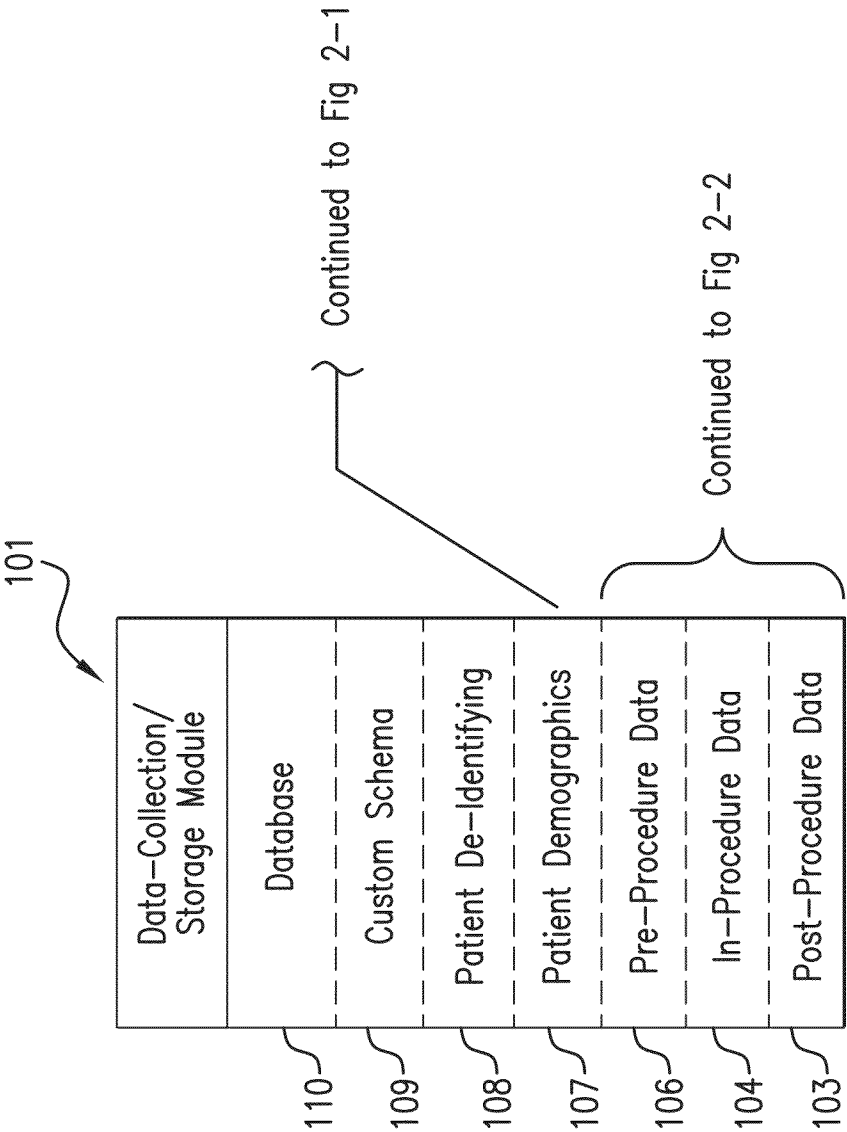 101
Data-Collection/
Storage Module
110
Database
109
Custom Schema
108
Patient De-Identifying
107
Patient Demographics
106
Pre-Procedure Data
104
In-Procedure Data
103
Post-Procedure Data
Continued to Fig 2-1
Continued to Fig 2-2